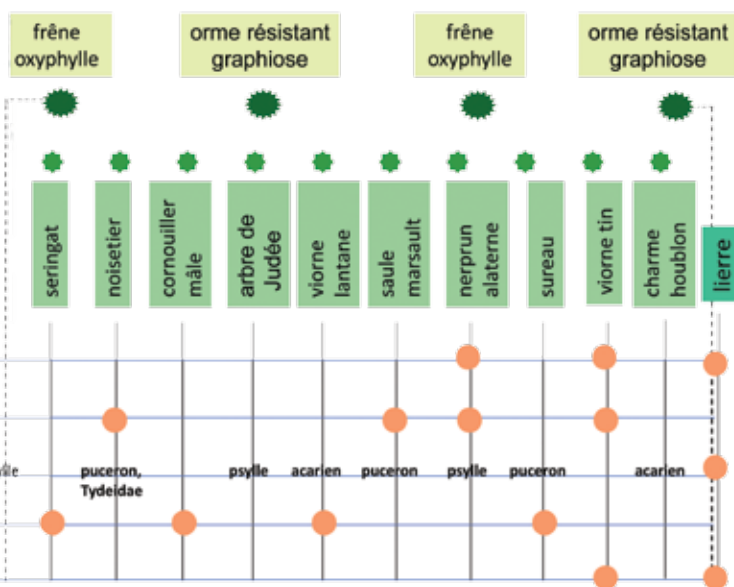 frêne
oxyphylle
orme résistant
graphiose
frêne
oxyphylle
orme résistant
graphiose
seringat
noisetier
cornouiller
mâle
arbre de
Judée
viorne
lantane
saule
marsault
nerprun
alaterne
sureau
viorne tin
charme
houblon
lierre
puceron,
Tydeidae
psylle
acarien
puceron
psylle
puceron
acarien